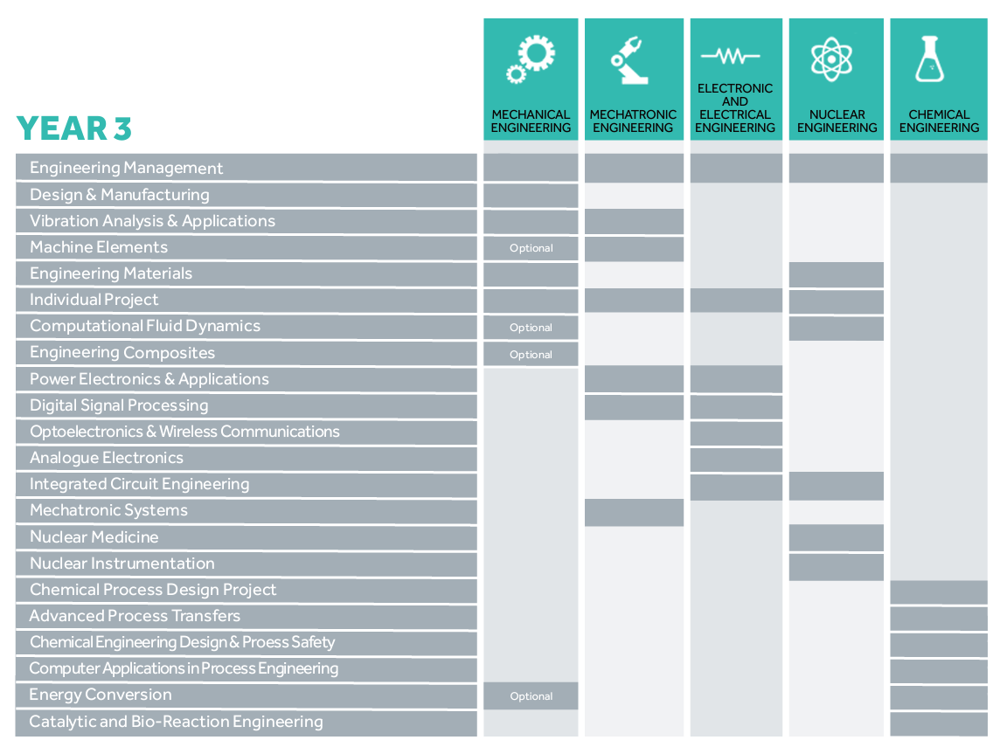 YEAR 3
MECHANICAL
ENGINEERING
MECHATRONIC
ENGINEERING
ELECTRONIC
AND
ELECTRICAL
ENGINEERING
NUCLEAR
ENGINEERING
CHEMICAL
ENGINEERING
Engineering Management
Design & Manufacturing
Vibration Analysis & Applications
Machine Elements Optional
Engineering Materials
Individual Project
Computational Fluid Dynamics Optional
Engineering Composites Optional
Power Electronics & Applications
Digital Signal Processing
Optoelectronics & Wireless Communications
Analogue Electronics
Integrated Circuit Engineering
Mechatronic Systems
Nuclear Medicine
Nuclear Instrumentation
Chemical Process Design Project
Advanced Process Transfers
Chemical Engineering Design & Proess Safety
Computer Applications in Process Engineering
Energy Conversion Optional
Catalytic and Bio-Reaction Engineering